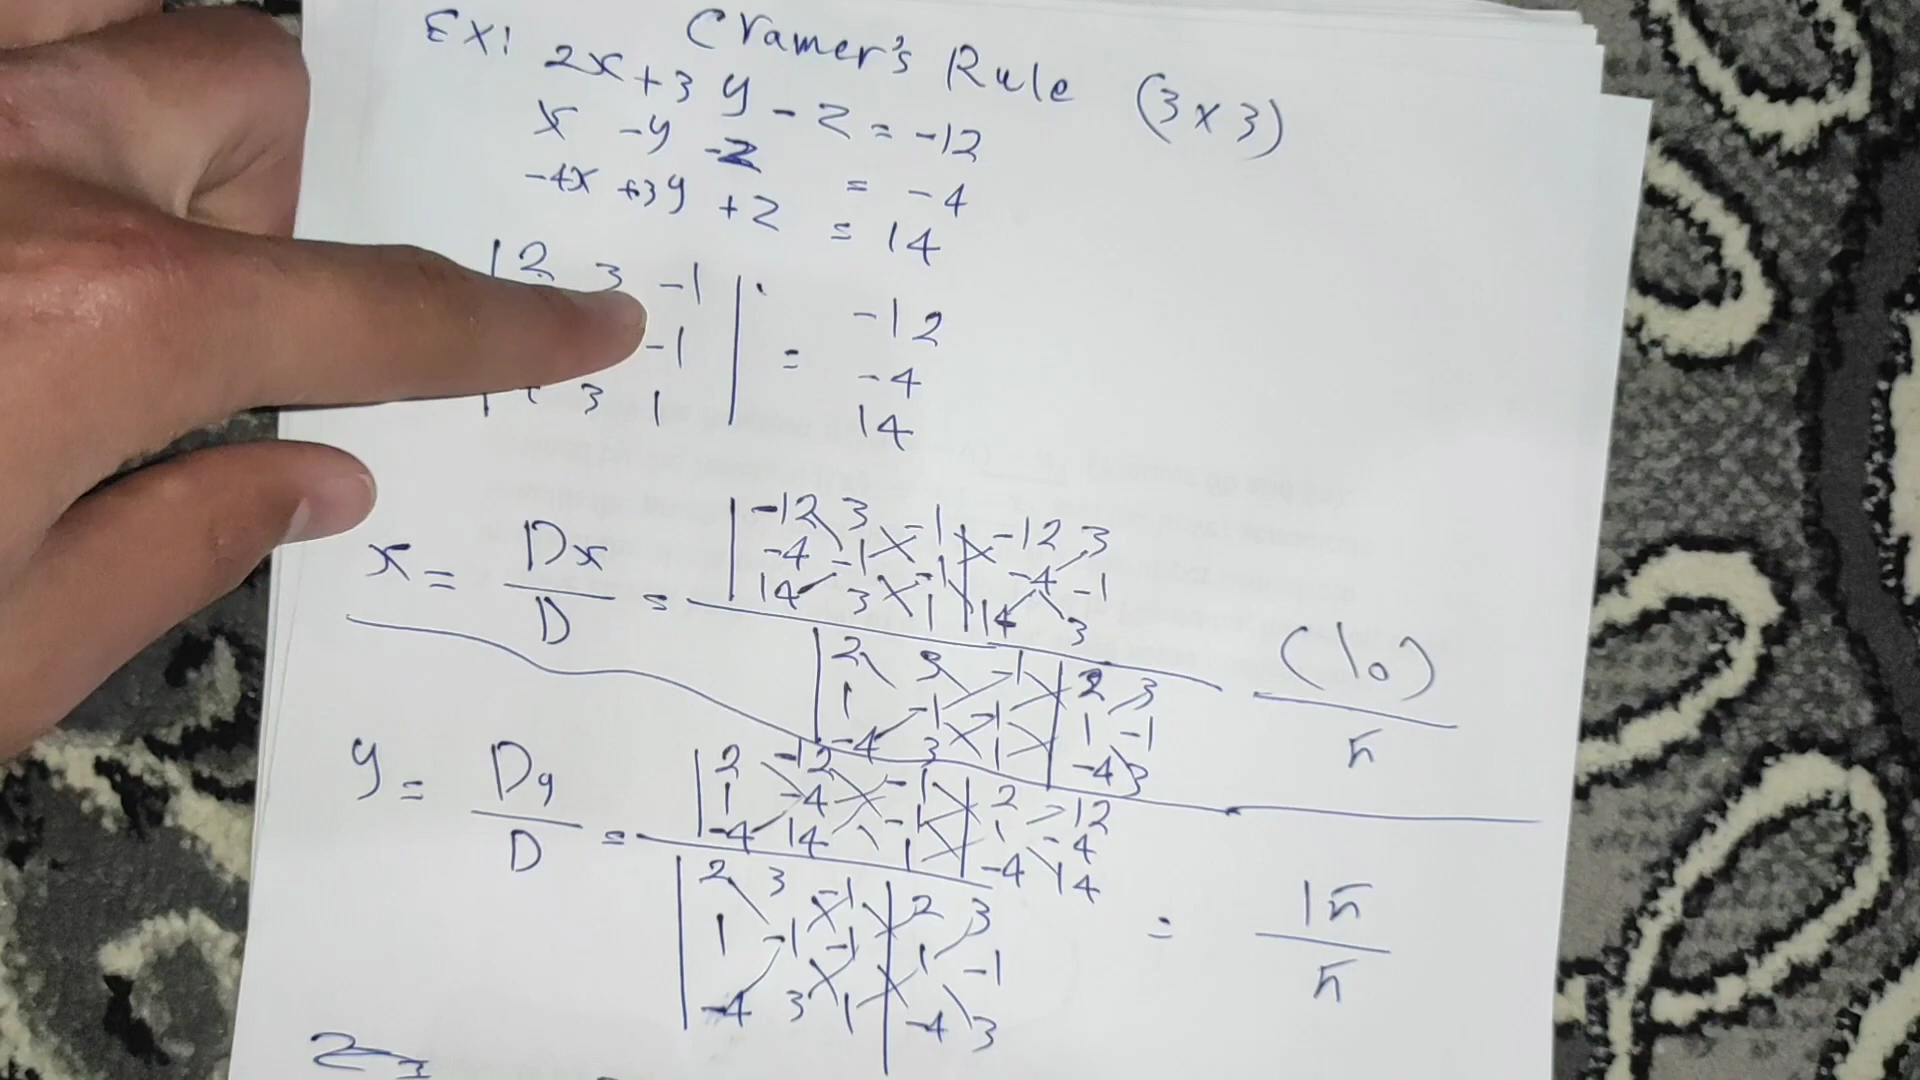 Ex: Cramer's Rule (3x3)
2x + 3y - z = -12
x - y - z = -4
-4x + 3y + z = 14
| 2 3 -1 | -12
-1 | = -4
3 1 | 14
x = Dx / D = | -12 3 -1 | -12 3
-4 -1 -1 | -4 -1
14 3 1 | 14 3
| 2 3 -1 | 2 3
1 -1 -1 | 1 -1
-4 3 1 | -4 3
(10) / 5
y = Dy / D = | 2 -12 -1 | 2 -12
1 -4 -1 | 1 -4
-4 14 1 | -4 14
| 2 3 -1 | 2 3
1 -1 -1 | 1 -1
-4 3 1 | -4 3
= 15 / 5
z =